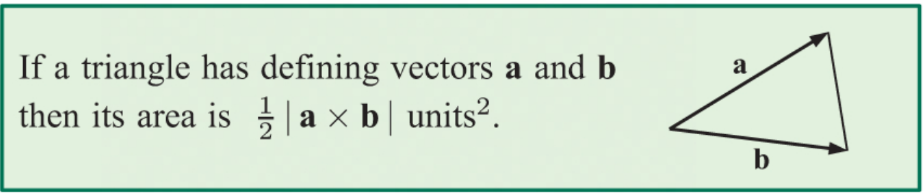 If a triangle has defining vectors a and b
then its area is ½ | a × b | units².
a
b